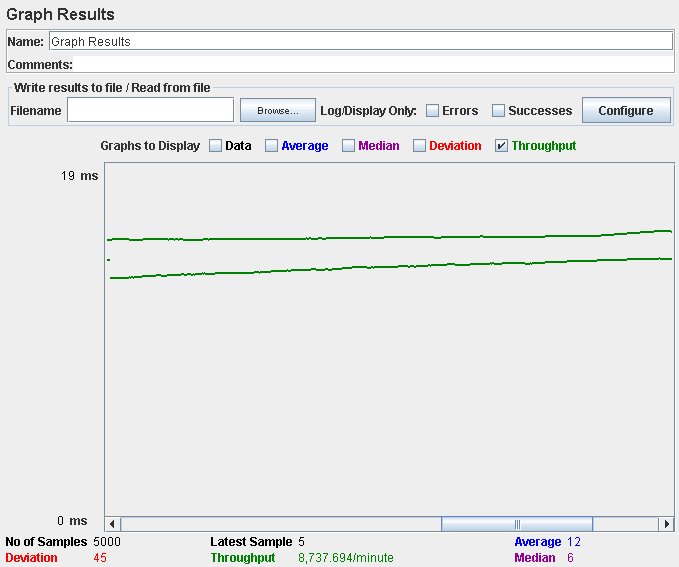 Graph Results
Name: Graph Results
Comments:
Write results to file / Read from file
Filename Browse... Log/Display Only: Errors Successes Configure
Graphs to Display Data Average Median Deviation Throughput
19 ms
0 ms
No of Samples 5000 Latest Sample 5 Average 12
Deviation 45 Throughput 8,737.694/minute Median 6